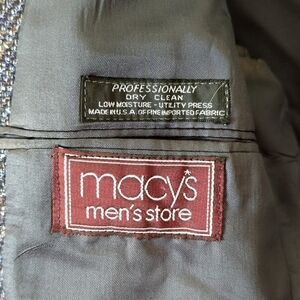 PROFESSIONALLY
DRY CLEAN
LOW MOISTURE - UTILITY PRESS
MADE IN U.S.A. OF FINE IMPORTED FABRIC
macy's
men's store